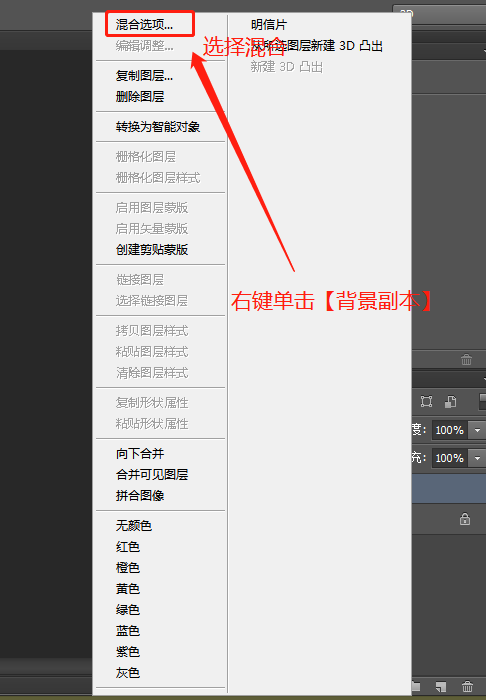 混合选项...
编辑调整...
选择混合
复制图层...
删除图层
转换为智能对象
栅格化图层
栅格化图层样式
启用图层蒙版
启用矢量蒙版
创建剪贴蒙版
链接图层
选择链接图层
拷贝图层样式
粘贴图层样式
清除图层样式
复制形状属性
粘贴形状属性
向下合并
合并可见图层
拼合图像
无颜色
红色
橙色
黄色
绿色
蓝色
紫色
灰色
明信片
从所选图层新建 3D 凸出
新建 3D 凸出
右键单击【背景副本】
度: 100%
充: 100%